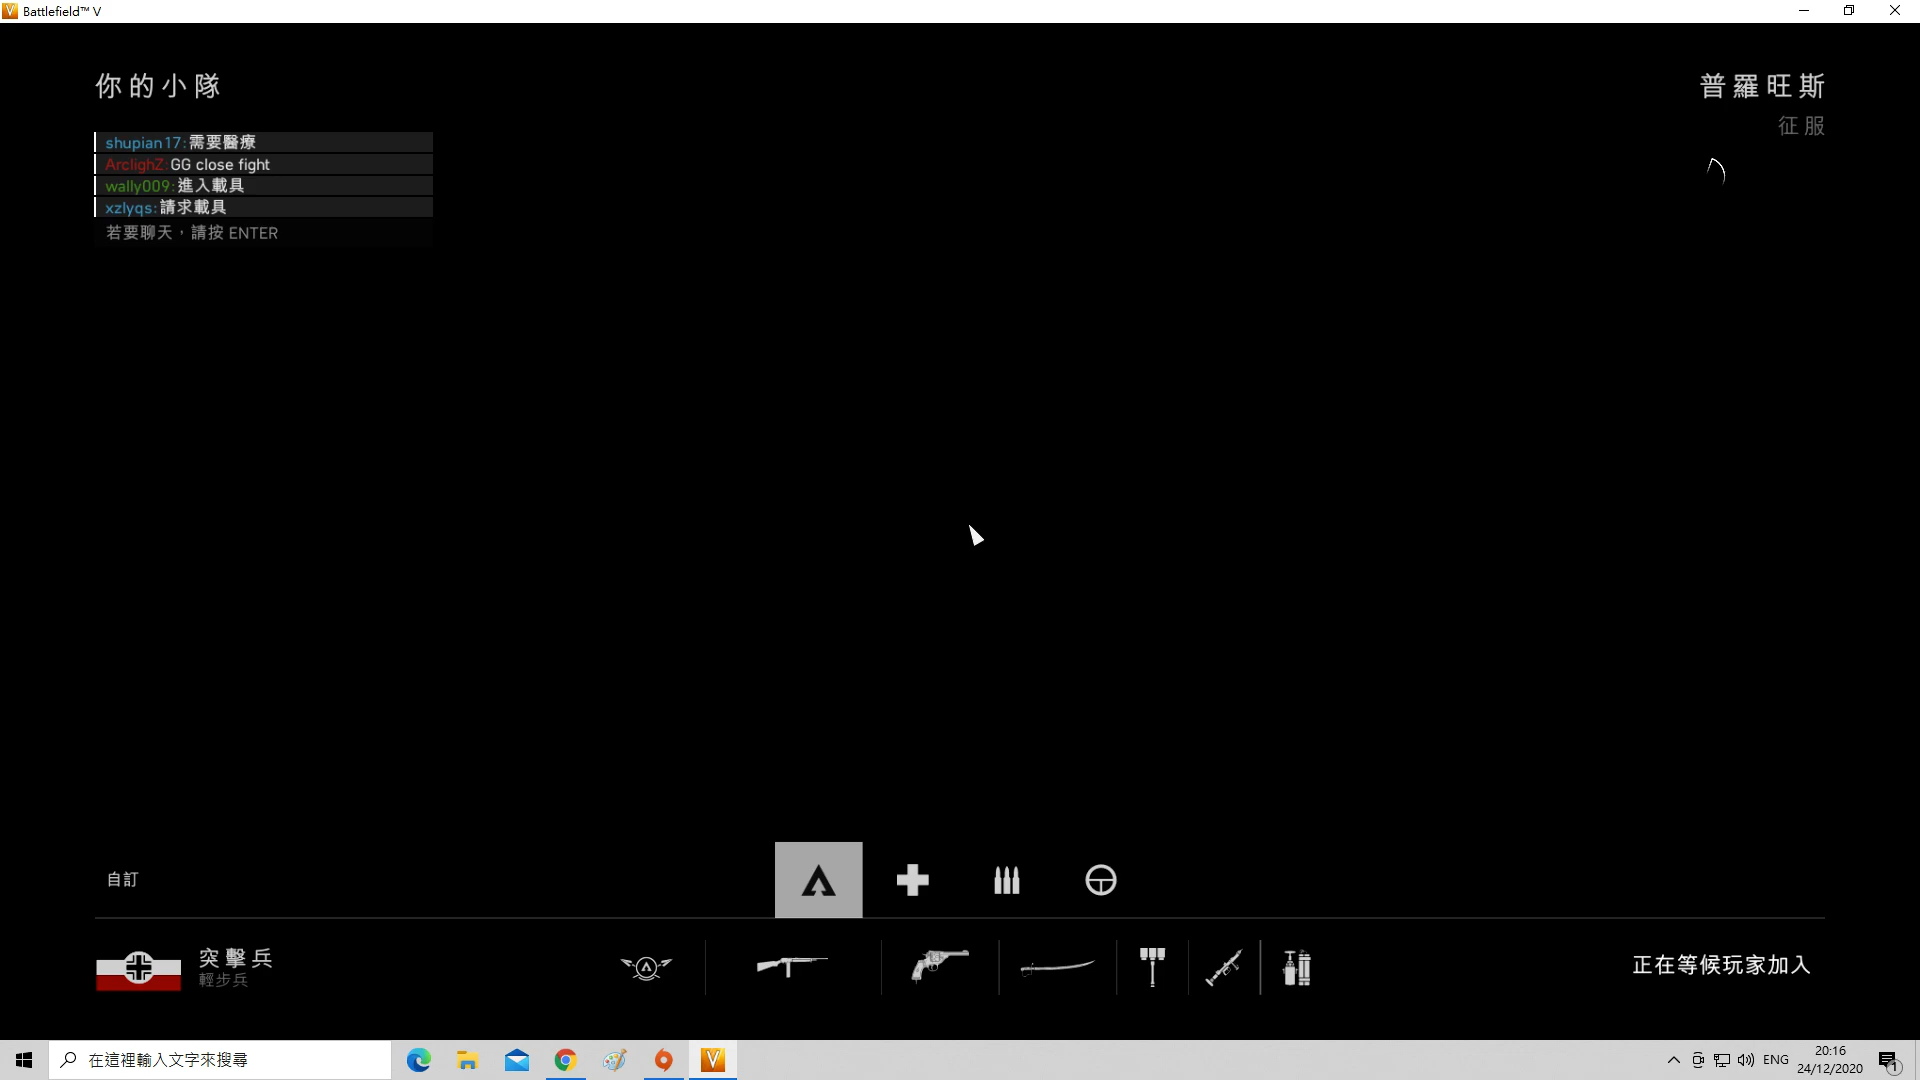 Battlefield™ V
你的小隊
普羅旺斯
征服
shupian17:需要醫療
ArclighZ:GG close fight
wally009:進入載具
xzlyqs:請求載具
若要聊天，請按 ENTER
自訂
突擊兵
輕步兵
正在等候玩家加入
在這裡輸入文字來搜尋
ENG
20:16
24/12/2020
1